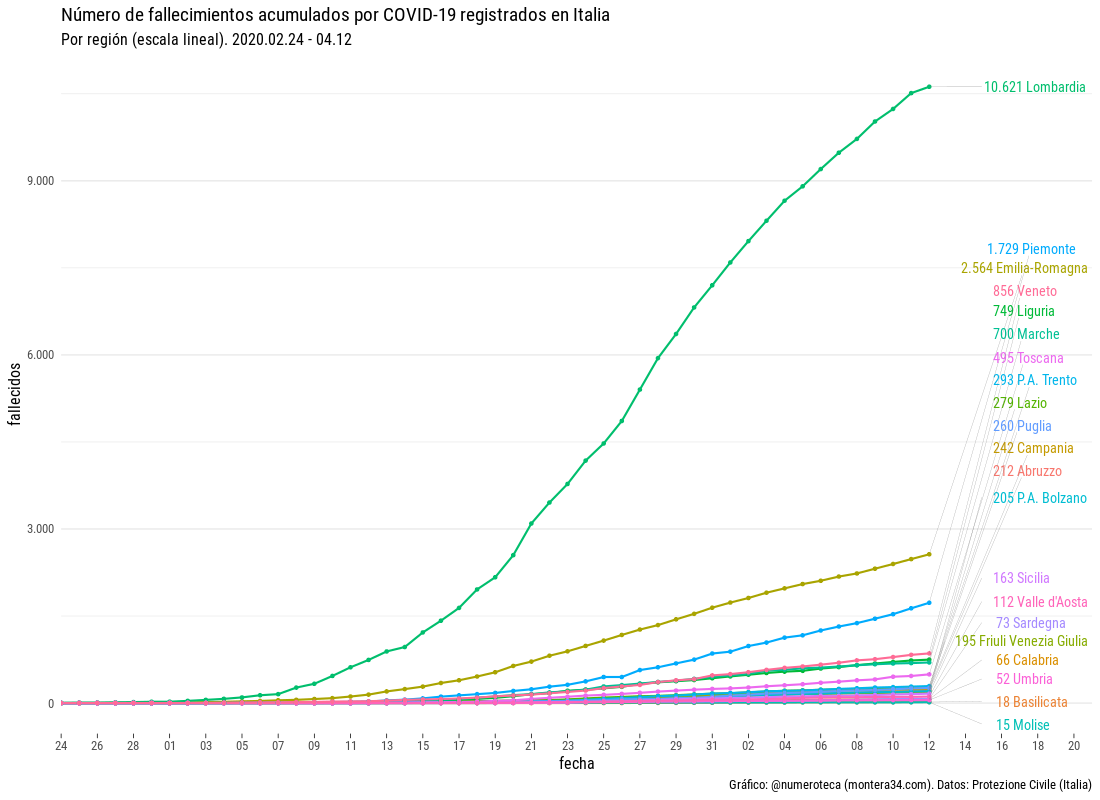 Número de fallecimientos acumulados por COVID-19 registrados en Italia
Por región (escala lineal). 2020.02.24 - 04.12
10.621 Lombardia
9.000
1.729 Piemonte
2.564 Emilia-Romagna
856 Veneto
749 Liguria
700 Marche
6.000
495 Toscana
293 P.A. Trento
fallecidos
279 Lazio
260 Puglia
242 Campania
212 Abruzzo
205 P.A. Bolzano
3.000
163 Sicilia
112 Valle d'Aosta
73 Sardegna
195 Friuli Venezia Giulia
66 Calabria
52 Umbria
0
18 Basilicata
15 Molise
24 26 28 01 03 05 07 09 11 13 15 17 19 21 23 25 27 29 31 02 04 06 08 10 12 14 16 18 20
fecha
Gráfico: @numeroteca (montera34.com). Datos: Protezione Civile (Italia)